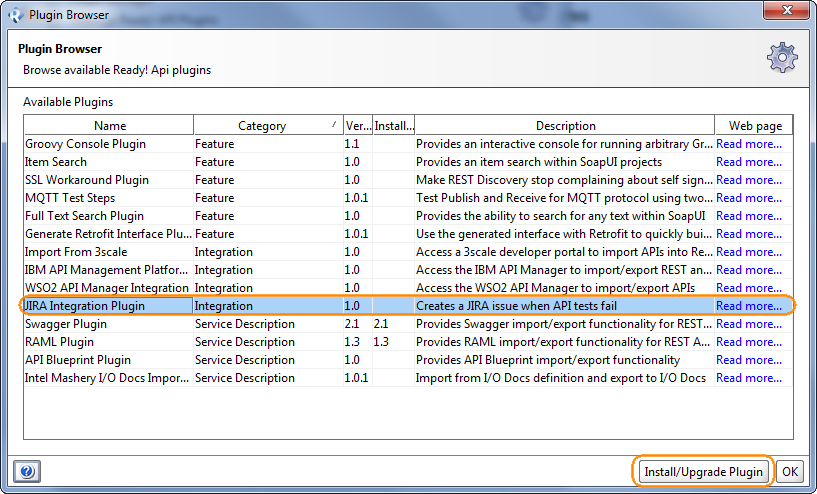 Plugin Browser
Plugin Browser
Browse available Ready! Api plugins
Available Plugins
Name Category / Ver... Install... Description Web page
Groovy Console Plugin Feature 1.1 Provides an interactive console for running arbitrary Gr... Read more...
Item Search Feature 1.0 Provides an item search within SoapUI projects Read more...
SSL Workaround Plugin Feature 1.0 Make REST Discovery stop complaining about self sign... Read more...
MQTT Test Steps Feature 1.0.1 Test Publish and Receive for MQTT protocol using two... Read more...
Full Text Search Plugin Feature 1.0 Provides the ability to search for any text within SoapUI Read more...
Generate Retrofit Interface Plu... Feature 1.0.1 Use the generated interface with Retrofit to quickly bui... Read more...
Import From 3scale Integration 1.0 Access a 3scale developer portal to import APIs into Re... Read more...
IBM API Management Platfor... Integration 1.0 Access the IBM API Manager to import/export REST an... Read more...
WSO2 API Manager Integration Integration 1.0 Access the WSO2 API Manager to import/export APIs Read more...
JIRA Integration Plugin Integration 1.0 Creates a JIRA issue when API tests fail Read more...
Swagger Plugin Service Description 2.1 2.1 Provides Swagger import/export functionality for REST... Read more...
RAML Plugin Service Description 1.3 1.3 Provides RAML import/export functionality for REST A... Read more...
API Blueprint Plugin Service Description 1.0 Provides API Blueprint import/export functionality Read more...
Intel Mashery I/O Docs Impor... Service Description 1.0.1 Import from I/O Docs definition and export to I/O Docs Read more...
Install/Upgrade Plugin OK